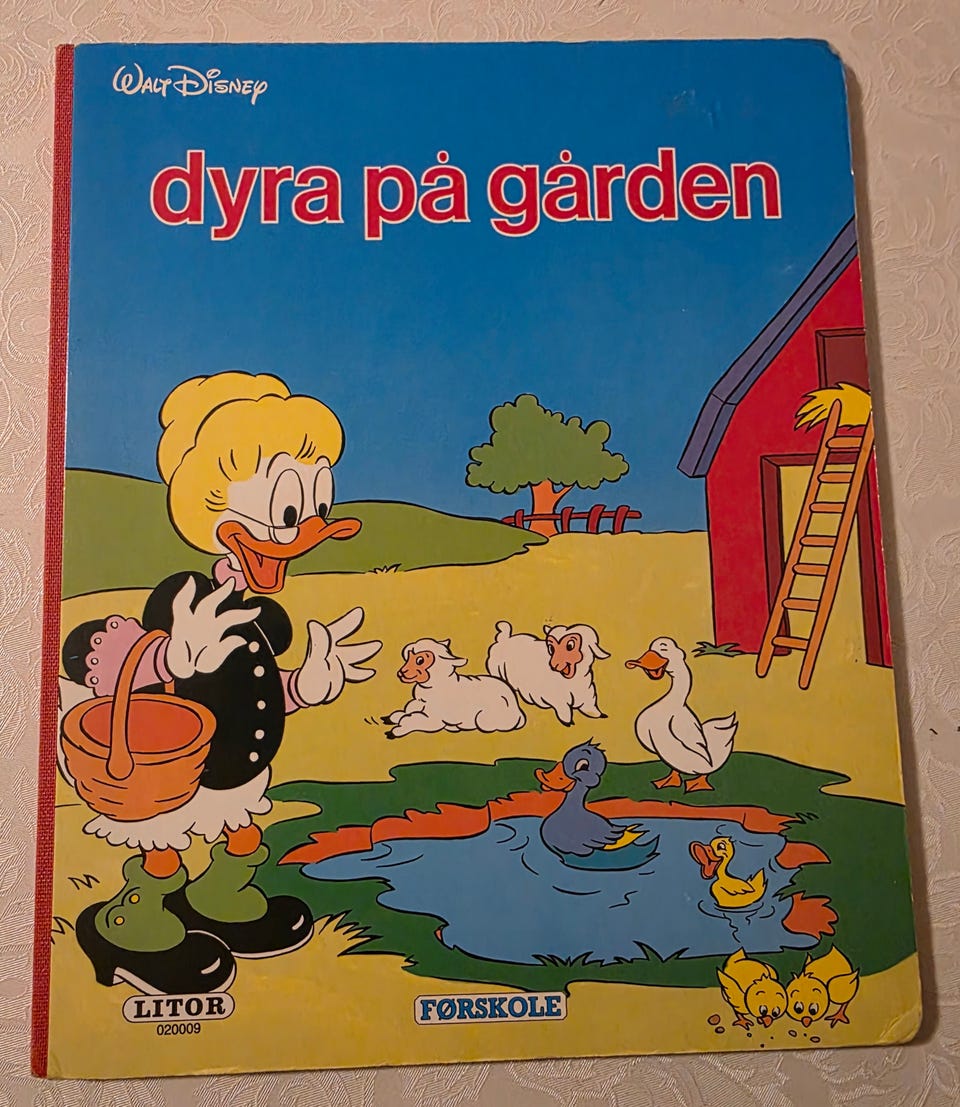 Walt Disney
dyra på gården
LITOR
020009
FØRSKOLE